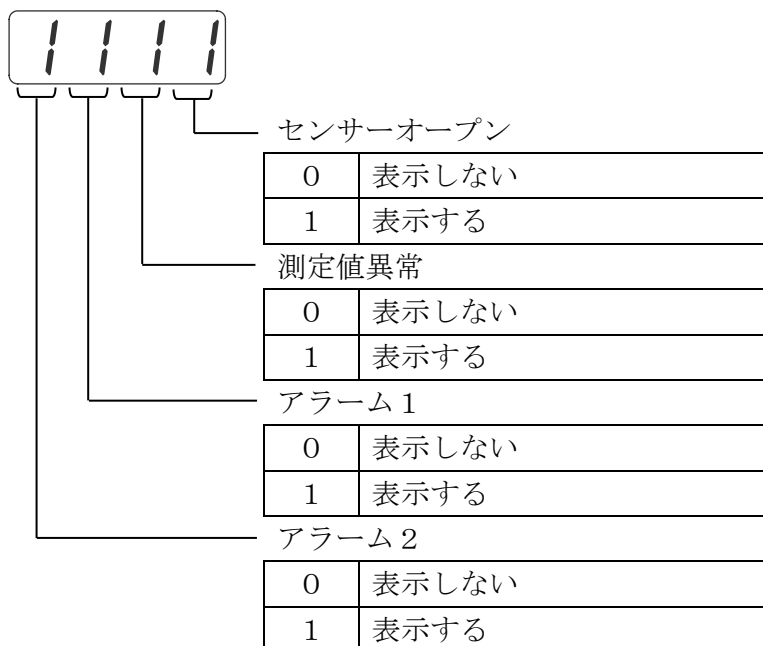 1111
センサーオープン
0 表示しない
1 表示する
測定値異常
0 表示しない
1 表示する
アラーム1
0 表示しない
1 表示する
アラーム2
0 表示しない
1 表示する